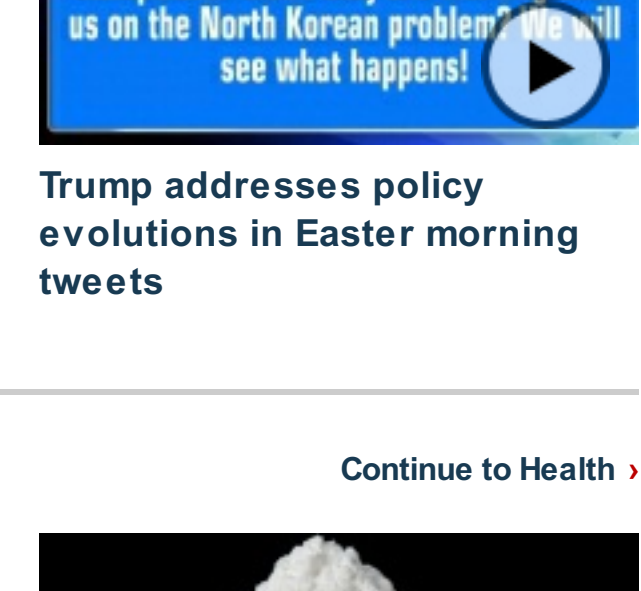 us on the North Korean problem? We will
see what happens!
Trump addresses policy
evolutions in Easter morning
tweets
Continue to Health ›